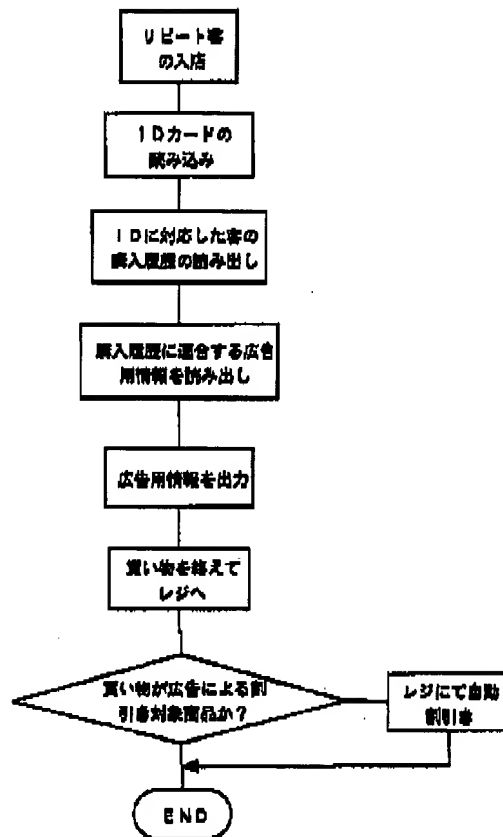 リピート客
の入店
IDカードの
読み込み
IDに対応した客の
購入履歴の読み出し
購入履歴に適合する広告
用情報を読み出し
広告用情報を出力
買い物を終えて
レジへ
買い物が広告による割
引き対象商品か？
レジにて自動
割引き
END